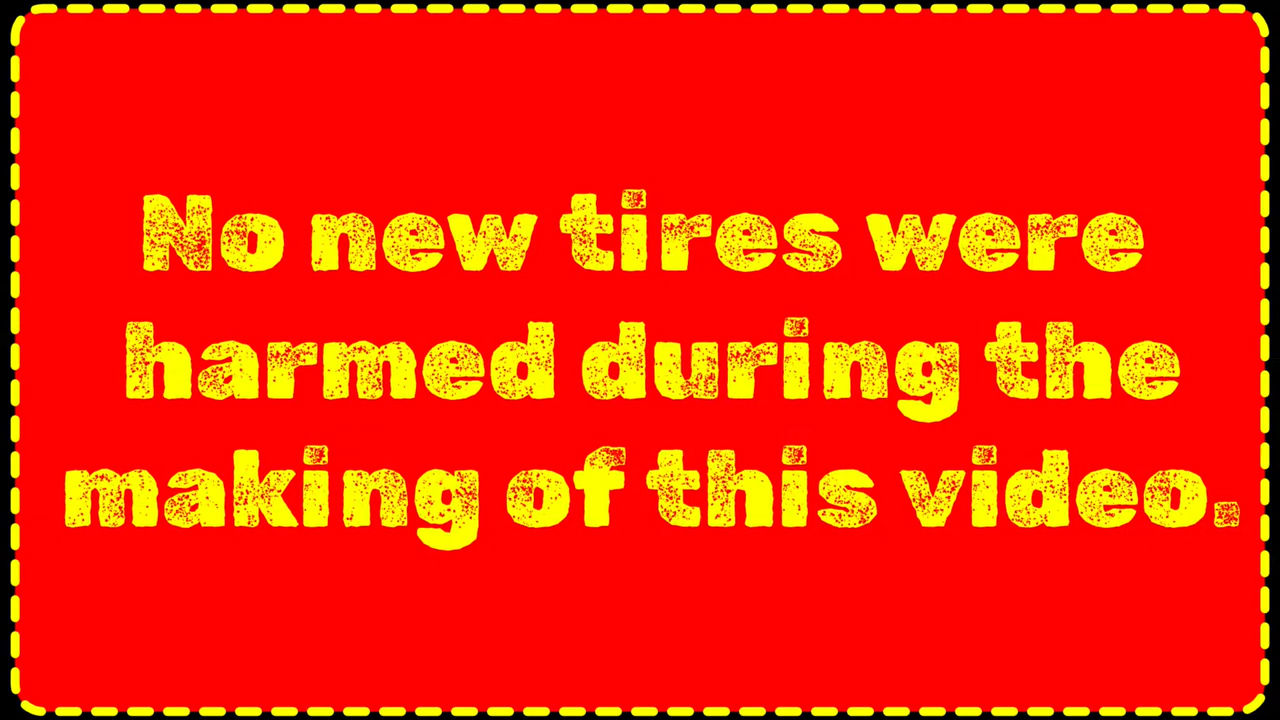 No new tires were
harmed during the
making of this video.